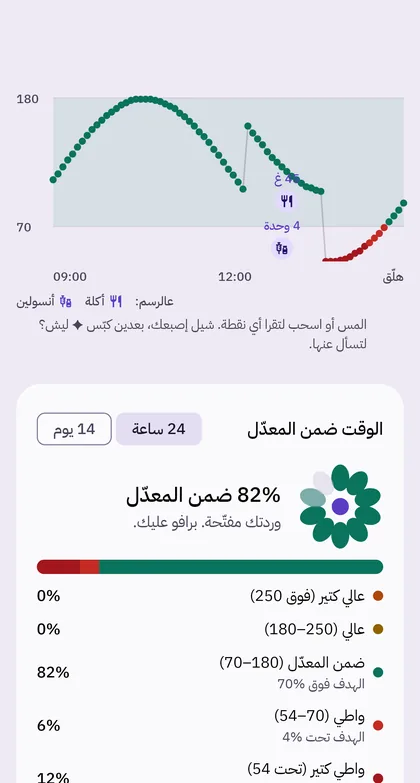 180
45 غ
70
4 وحدة
09:00 12:00 هلّق
عالرسم: أكلة أنسولين
المس أو اسحب لتقرا أي نقطة. شيل إصبعك، بعدين كبّس ✦ ليش؟
لتسأل عنها.
الوقت ضمن المعدّل
24 ساعة
14 يوم
82% ضمن المعدّل
وردتك مفتّحة. برافو عليك.
عالي كتير (فوق 250) 0%
عالي (180–250) 0%
ضمن المعدّل (70–180) 82%
الهدف فوق 70%
واطي (54–70) 6%
الهدف تحت 4%
واطي كتير (تحت 54) 12%